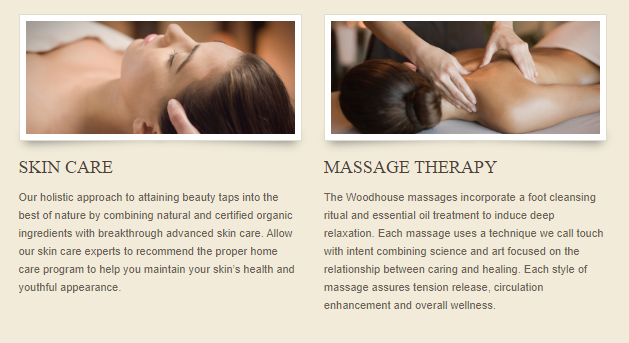 SKIN CARE
Our holistic approach to attaining beauty taps into the
best of nature by combining natural and certified organic
ingredients with breakthrough advanced skin care. Allow
our skin care experts to recommend the proper home
care program to help you maintain your skin's health and
youthful appearance.
MASSAGE THERAPY
The Woodhouse massages incorporate a foot cleansing
ritual and essential oil treatment to induce deep
relaxation. Each massage uses a technique we call touch
with intent combining science and art focused on the
relationship between caring and healing. Each style of
massage assures tension release, circulation
enhancement and overall wellness.